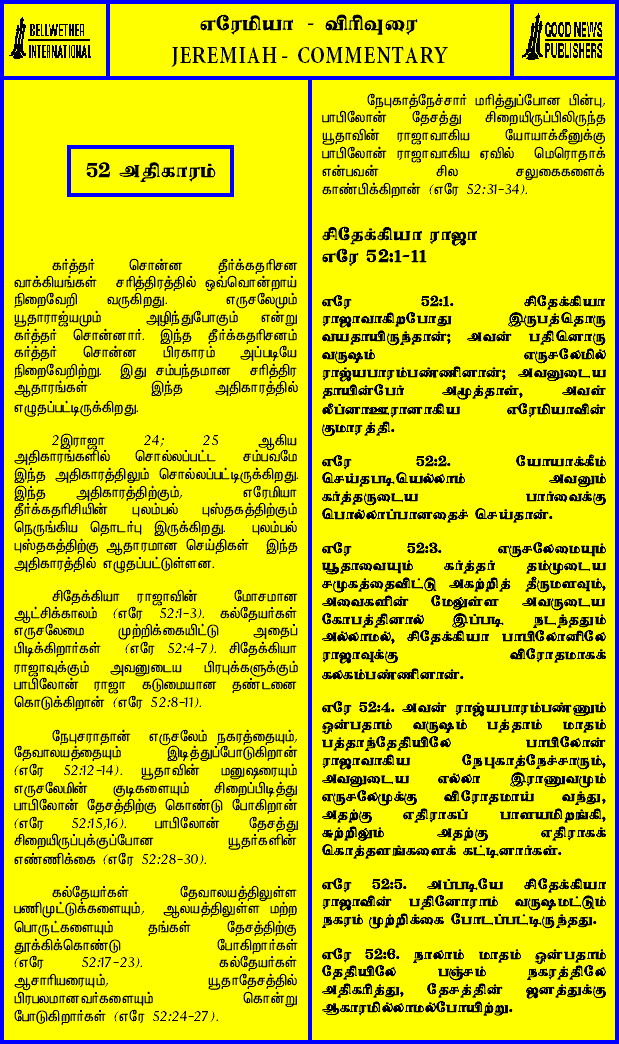 BELLWETHER
INTERNATIONAL
எரேமியா - விரிவுரை
JEREMIAH - COMMENTARY
GOOD NEWS
PUBLISHERS
52 அதிகாரம்
கர்த்தர் சொன்ன தீர்க்கதரிசன
வாக்கியங்கள் சரித்திரத்தில் ஒவ்வொன்றாய்
நிறைவேறி வருகிறது. எருசலேமும்
யூதாராஜ்யமும் அழிந்துபோகும் என்று
கர்த்தர் சொன்னார். இந்த தீர்க்கதரிசனம்
கர்த்தர் சொன்ன பிரகாரம் அப்படியே
நிறைவேறிற்று. இது சம்பந்தமான சரித்திர
ஆதாரங்கள் இந்த அதிகாரத்தில்
எழுதப்பட்டிருக்கிறது.
2இராஜா 24; 25 ஆகிய
அதிகாரங்களில் சொல்லப்பட்ட சம்பவமே
இந்த அதிகாரத்திலும் சொல்லப்பட்டிருக்கிறது.
இந்த அதிகாரத்திற்கும், எரேமியா
தீர்க்கதரிசியின் புலம்பல் புஸ்தகத்திற்கும்
நெருங்கிய தொடர்பு இருக்கிறது. புலம்பல்
புஸ்தகத்திற்கு ஆதாரமான செய்திகள் இந்த
அதிகாரத்தில் எழுதப்பட்டுள்ளன.
சிதேக்கியா ராஜாவின் மோசமான
ஆட்சிக்காலம் (எரே 52:1-3). கல்தேயர்கள்
எருசலேமை முற்றிக்கையிட்டு அதைப்
பிடிக்கிறார்கள் (எரே 52:4-7). சிதேக்கியா
ராஜாவுக்கும் அவனுடைய பிரபுக்களுக்கும்
பாபிலோன் ராஜா கடுமையான தண்டனை
கொடுக்கிறான் (எரே 52:8-11).
நேபுசராதான் எருசலேம் நகரத்தையும்,
தேவாலயத்தையும் இடித்துப்போடுகிறான்
(எரே 52:12-14). யூதாவின் மனுஷரையும்
எருசலேமின் குடிகளையும் சிறைப்பிடித்து
பாபிலோன் தேசத்திற்கு கொண்டு போகிறான்
(எரே 52:15,16). பாபிலோன் தேசத்து
சிறையிருப்புக்குப்போன யூதர்களின்
எண்ணிக்கை (எரே 52:28-30).
கல்தேயர்கள் தேவாலயத்திலுள்ள
பணிமுட்டுக்களையும், ஆலயத்திலுள்ள மற்ற
பொருட்களையும் தங்கள் தேசத்திற்கு
தூக்கிக்கொண்டு போகிறார்கள்
(எரே 52:17-23). கல்தேயர்கள்
ஆசாரியரையும், யூதாதேசத்தில்
பிரபலமானவர்களையும் கொன்று
போடுகிறார்கள் (எரே 52:24-27).
நேபுகாத்நேச்சார் மரித்துப்போன பின்பு,
பாபிலோன் தேசத்து சிறையிருப்பிலிருந்த
யூதாவின் ராஜாவாகிய யோயாக்கீனுக்கு
பாபிலோன் ராஜாவாகிய ஏவில் மெரொதாக்
என்பவன் சில சலுகைகளைக்
காண்பிக்கிறான் (எரே 52:31-34).
சிதேக்கியா ராஜா
எரே 52:1-11
எரே 52:1. சிதேக்கியா
ராஜாவாகிறபோது இருபத்தொரு
வயதாயிருந்தான்; அவன் பதினொரு
வருஷம் எருசலேமில்
ராஜ்யபாரம்பண்ணினான்; அவனுடைய
தாயின்பேர் அமூத்தாள், அவள்
லீப்னாஊரானாகிய எரேமியாவின்
குமாரத்தி.
எரே 52:2. யோயாக்கீம்
செய்தபடியெல்லாம் அவனும்
கர்த்தருடைய பார்வைக்கு
பொல்லாப்பானதைச் செய்தான்.
எரே 52:3. எருசலேமையும்
யூதாவையும் கர்த்தர் தம்முடைய
சமுகத்தைவிட்டு அகற்றித் தீருமளவும்,
அவைகளின் மேலுள்ள அவருடைய
கோபத்தினால் இப்படி நடந்ததும்
அல்லாமல், சிதேக்கியா பாபிலோனிலே
ராஜாவுக்கு விரோதமாகக்
கலகம்பண்ணினான்.
எரே 52:4. அவன் ராஜ்யபாரம்பண்ணும்
ஒன்பதாம் வருஷம் பத்தாம் மாதம்
பத்தாந்தேதியிலே பாபிலோன்
ராஜாவாகிய நேபுகாத்நேச்சாரும்,
அவனுடைய எல்லா இராணுவமும்
எருசலேமுக்கு விரோதமாய் வந்து,
அதற்கு எதிராகப் பாளயமிறங்கி,
சுற்றிலும் அதற்கு எதிராகக்
கொத்தளங்களைக் கட்டினார்கள்.
எரே 52:5. அப்படியே சிதேக்கியா
ராஜாவின் பதினோராம் வருஷமட்டும்
நகரம் முற்றிக்கை போடப்பட்டிருந்தது.
எரே 52:6. நாலாம் மாதம் ஒன்பதாம்
தேதியிலே பஞ்சம் நகரத்திலே
அதிகரித்து, தேசத்தின் ஜனத்துக்கு
ஆகாரமில்லாமல்போயிற்று.